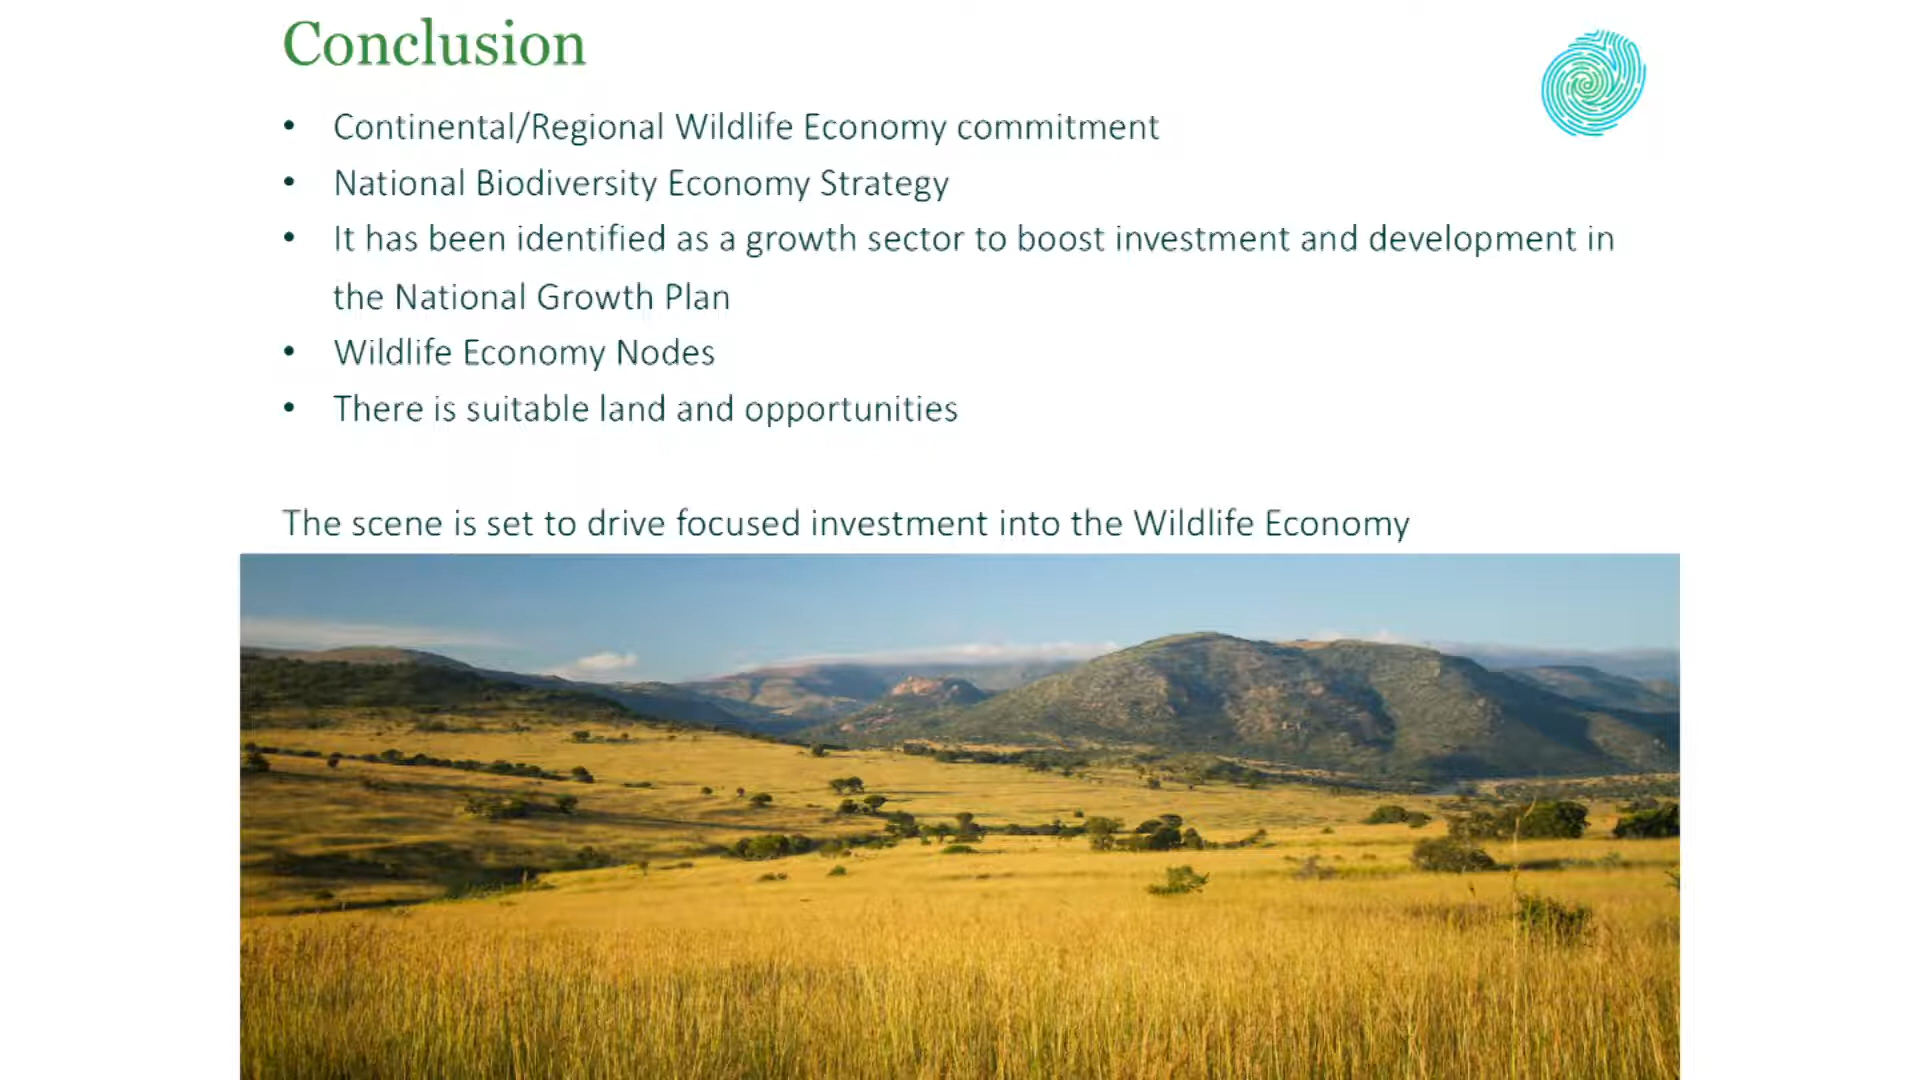 Conclusion
• Continental/Regional Wildlife Economy commitment
• National Biodiversity Economy Strategy
• It has been identified as a growth sector to boost investment and development in
the National Growth Plan
• Wildlife Economy Nodes
• There is suitable land and opportunities
The scene is set to drive focused investment into the Wildlife Economy